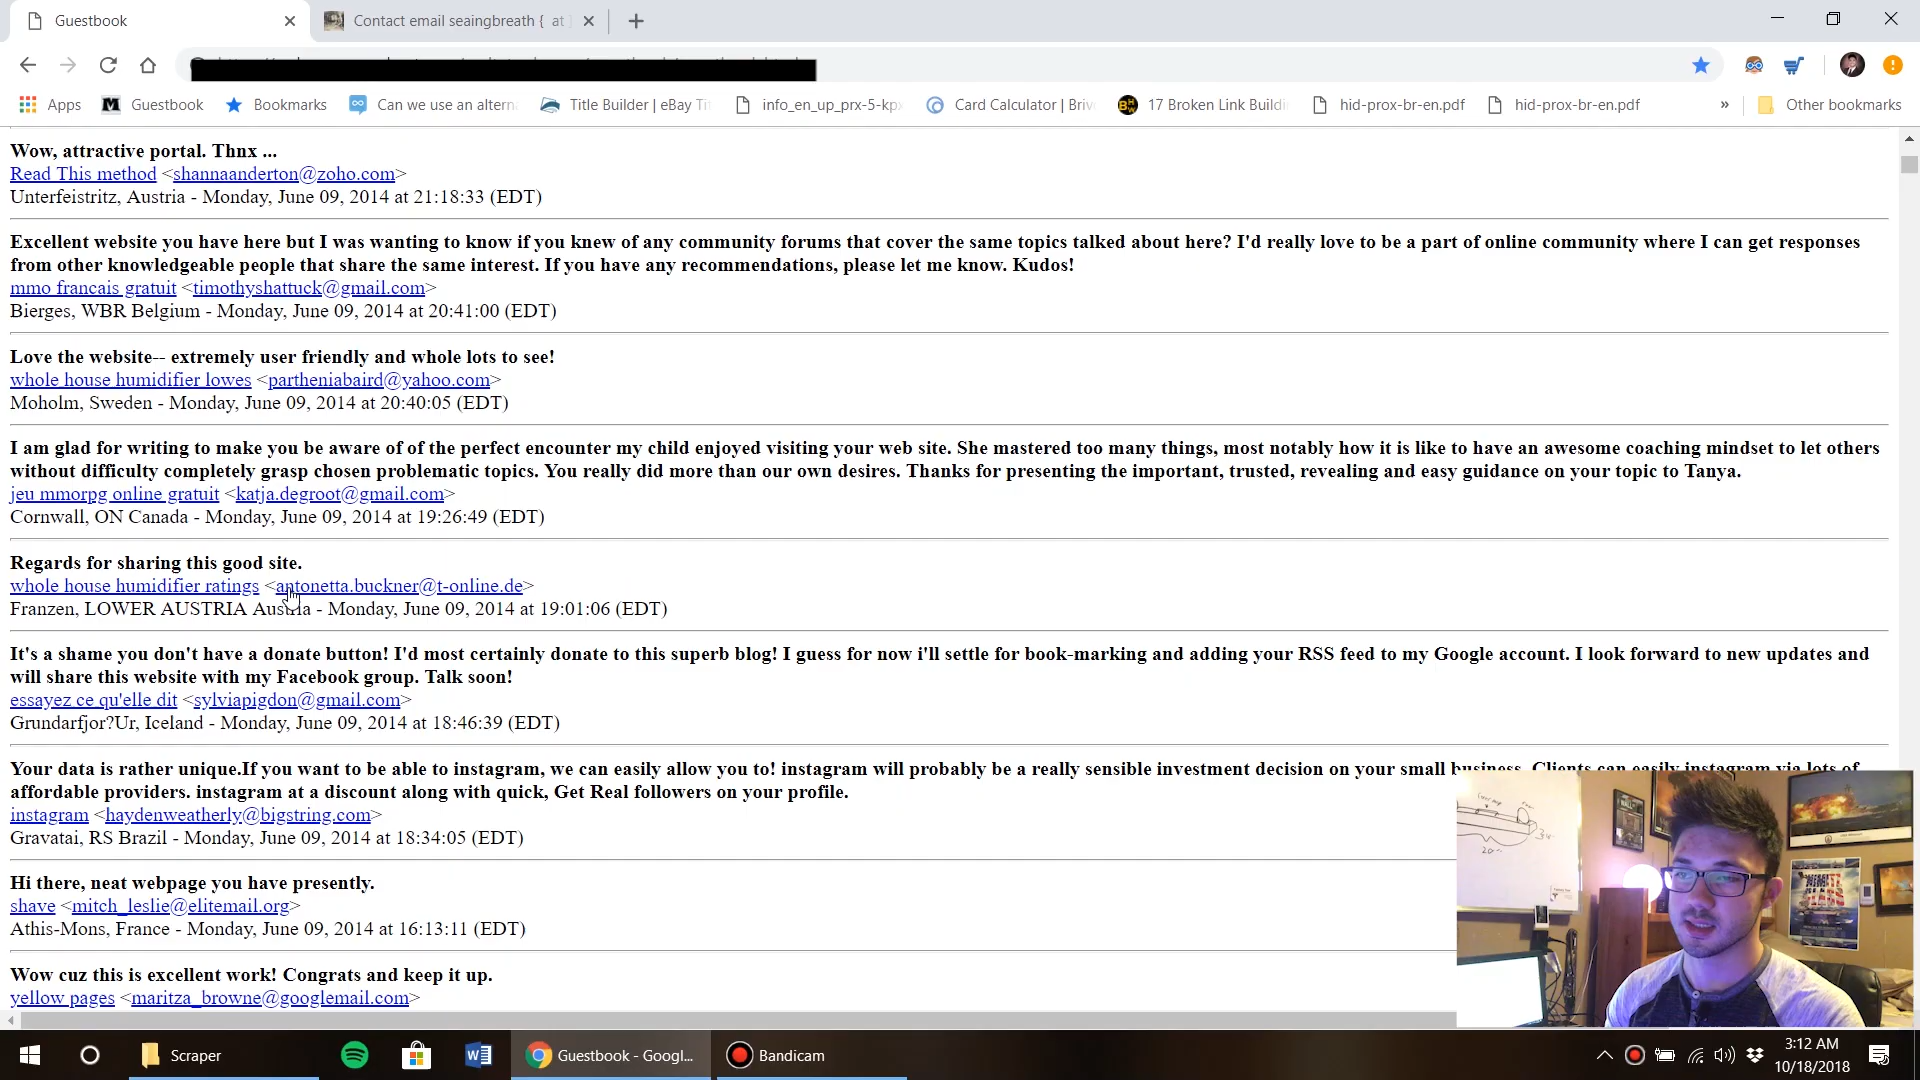 Guestbook
Contact email seaingbreath { at
Apps
Guestbook
Bookmarks
Can we use an altern
Title Builder | eBay Ti
info_en_up_prx-5-kp
Card Calculator | Briv
17 Broken Link Buildi
hid-prox-br-en.pdf
hid-prox-br-en.pdf
»
Other bookmarks
Wow, attractive portal. Thnx ...
Read This method <shannaanderton@zoho.com>
Unterfeistritz, Austria - Monday, June 09, 2014 at 21:18:33 (EDT)
Excellent website you have here but I was wanting to know if you knew of any community forums that cover the same topics talked about here? I'd really love to be a part of online community where I can get responses
from other knowledgeable people that share the same interest. If you have any recommendations, please let me know. Kudos!
mmo francais gratuit <timothyshattuck@gmail.com>
Bierges, WBR Belgium - Monday, June 09, 2014 at 20:41:00 (EDT)
Love the website-- extremely user friendly and whole lots to see!
whole house humidifier lowes <partheniabaird@yahoo.com>
Moholm, Sweden - Monday, June 09, 2014 at 20:40:05 (EDT)
I am glad for writing to make you be aware of of the perfect encounter my child enjoyed visiting your web site. She mastered too many things, most notably how it is like to have an awesome coaching mindset to let others
without difficulty completely grasp chosen problematic topics. You really did more than our own desires. Thanks for presenting the important, trusted, revealing and easy guidance on your topic to Tanya.
jeu mmorpg online gratuit <katja.degroot@gmail.com>
Cornwall, ON Canada - Monday, June 09, 2014 at 19:26:49 (EDT)
Regards for sharing this good site.
whole house humidifier ratings <antonetta.buckner@t-online.de>
Franzen, LOWER AUSTRIA Austria - Monday, June 09, 2014 at 19:01:06 (EDT)
It's a shame you don't have a donate button! I'd most certainly donate to this superb blog! I guess for now i'll settle for book-marking and adding your RSS feed to my Google account. I look forward to new updates and
will share this website with my Facebook group. Talk soon!
essayez ce qu'elle dit <sylviapigdon@gmail.com>
Grundarfjor?Ur, Iceland - Monday, June 09, 2014 at 18:46:39 (EDT)
Your data is rather unique.If you want to be able to instagram, we can easily allow you to! instagram will probably be a really sensible investment decision on your small business. Clients can easily instagram via lots of
affordable providers. instagram at a discount along with quick, Get Real followers on your profile.
instagram <haydenweatherly@bigstring.com>
Gravatai, RS Brazil - Monday, June 09, 2014 at 18:34:05 (EDT)
Hi there, neat webpage you have presently.
shave <mitch_leslie@elitemail.org>
Athis-Mons, France - Monday, June 09, 2014 at 16:13:11 (EDT)
Wow cuz this is excellent work! Congrats and keep it up.
yellow pages <maritza_browne@googlemail.com>
Scraper
Guestbook - Googl...
Bandicam
3:12 AM
10/18/2018